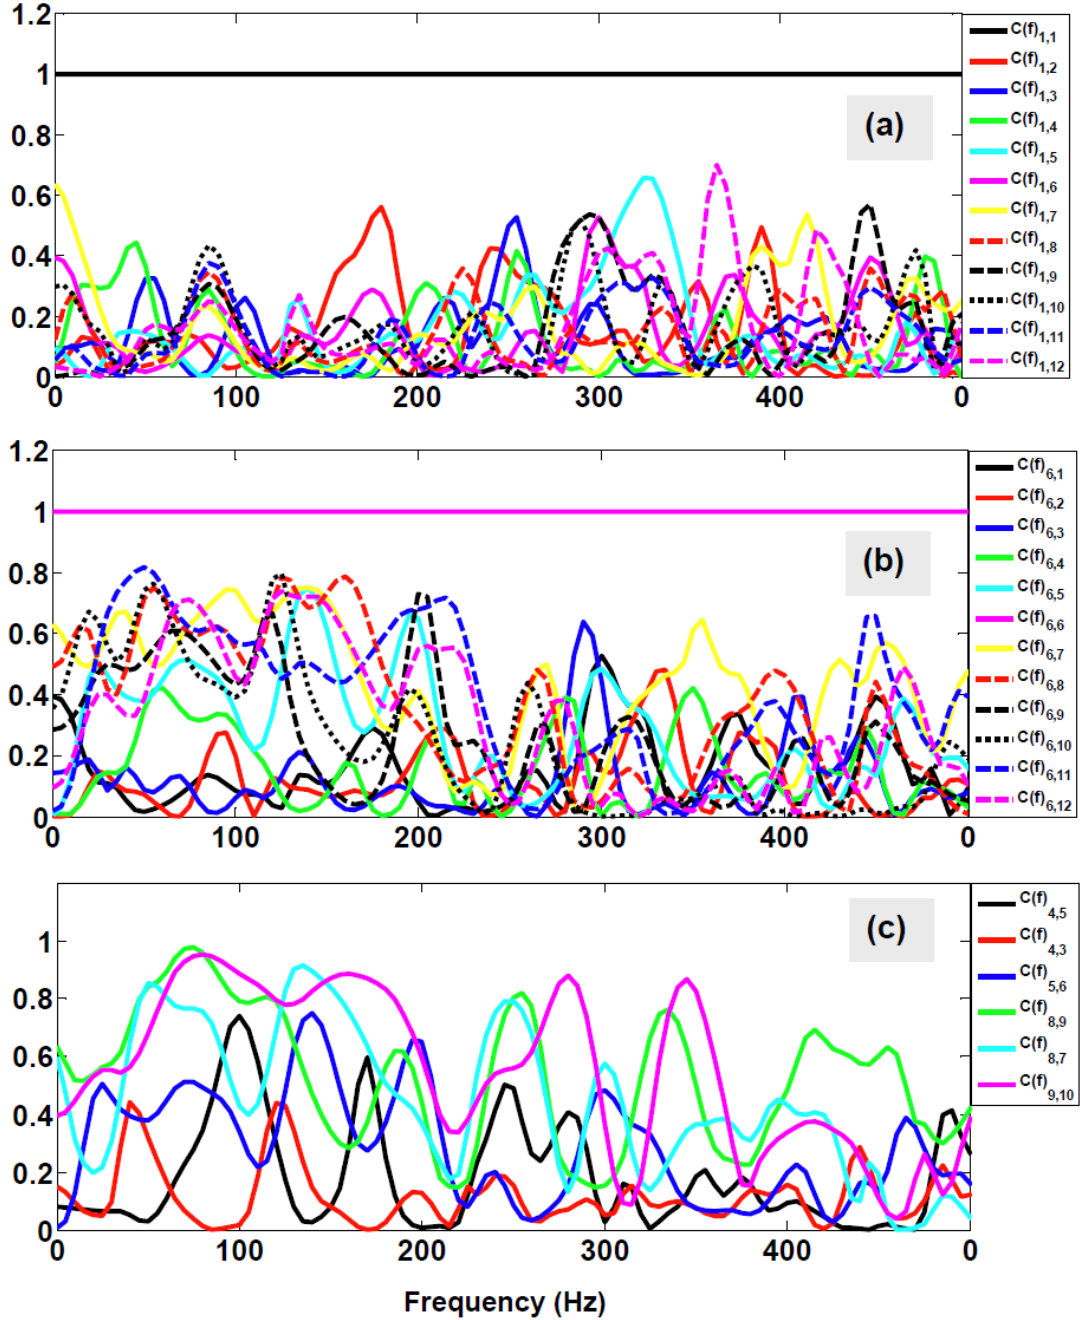 1.2
1
0.8
0.6
0.4
0.2
0
0 100 200 300 400 0
(a)
C(f)1,1
C(f)1,2
C(f)1,3
C(f)1,4
C(f)1,5
C(f)1,6
C(f)1,7
C(f)1,8
C(f)1,9
C(f)1,10
C(f)1,11
C(f)1,12
1.2
1
0.8
0.6
0.4
0.2
0
0 100 200 300 400 0
(b)
C(f)6,1
C(f)6,2
C(f)6,3
C(f)6,4
C(f)6,5
C(f)6,6
C(f)6,7
C(f)6,8
C(f)6,9
C(f)6,10
C(f)6,11
C(f)6,12
1
0.8
0.6
0.4
0.2
0
0 100 200 300 400 0
(c)
C(f)4,5
C(f)4,3
C(f)5,6
C(f)8,9
C(f)8,7
C(f)9,10
Frequency (Hz)